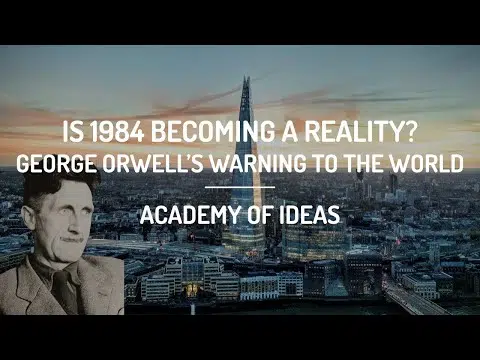 IS 1984 BECOMING A REALITY?
GEORGE ORWELL'S WARNING TO THE WORLD
ACADEMY OF IDEAS